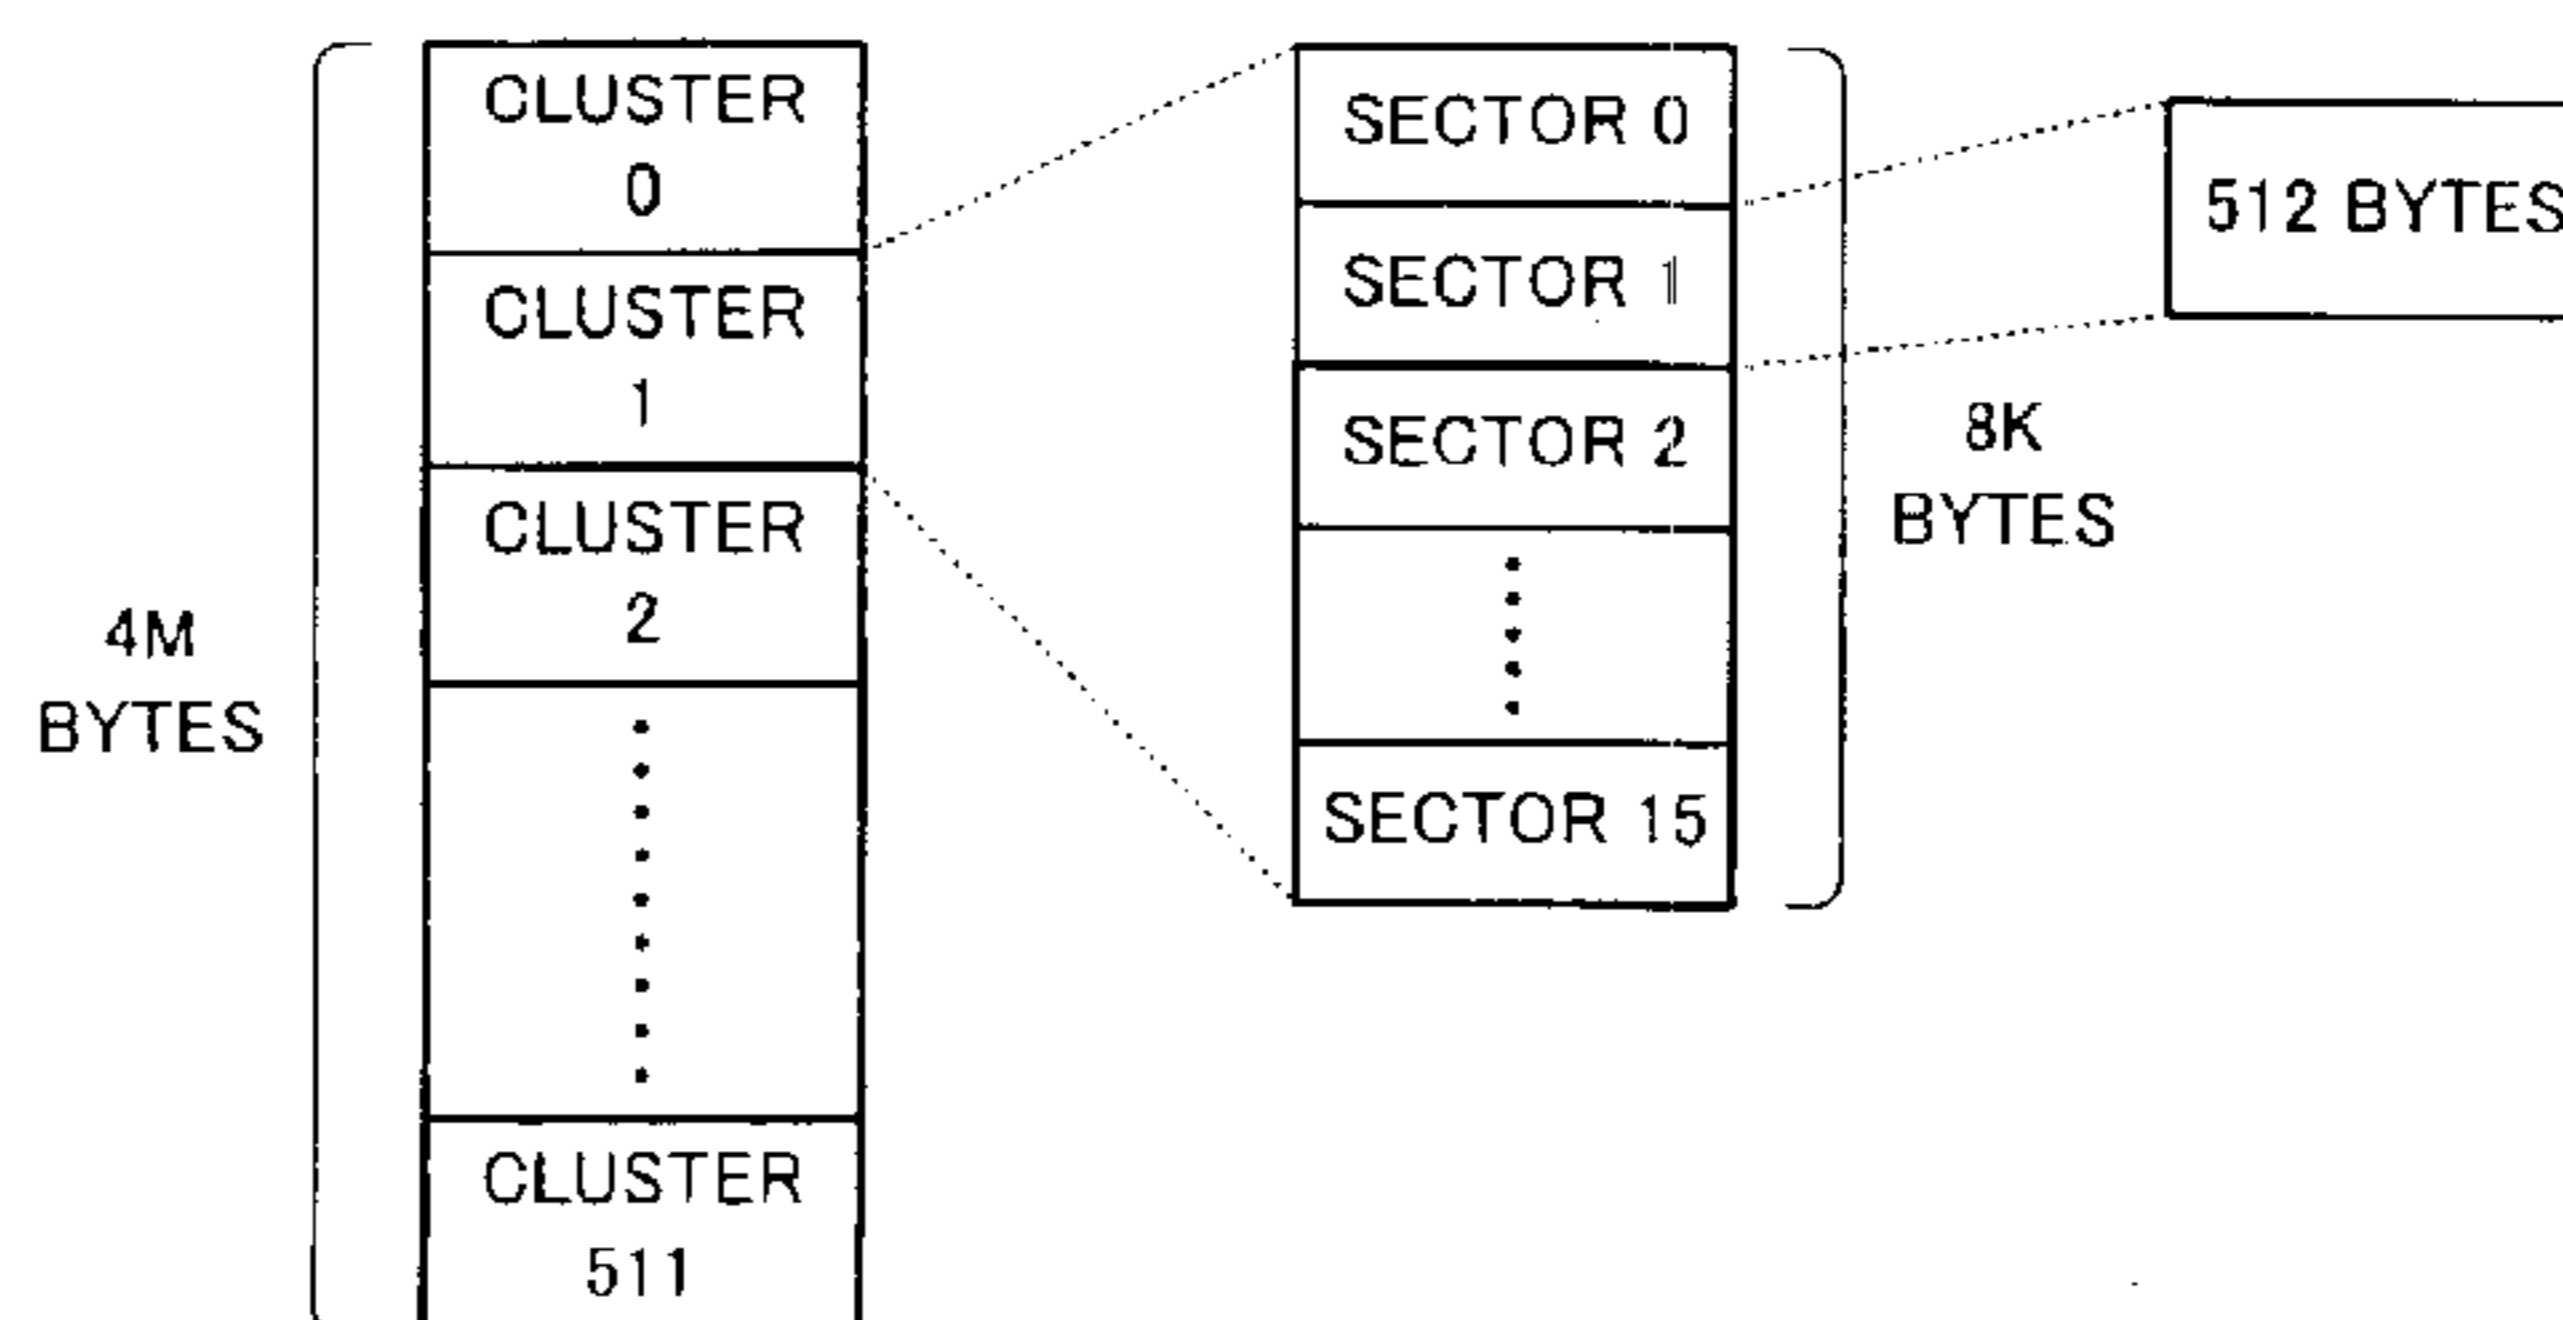 CLUSTER
0
CLUSTER
1
CLUSTER
2
CLUSTER
511
4M
BYTES
SECTOR 0
SECTOR 1
SECTOR 2
SECTOR 15
8K
BYTES
512 BYTES